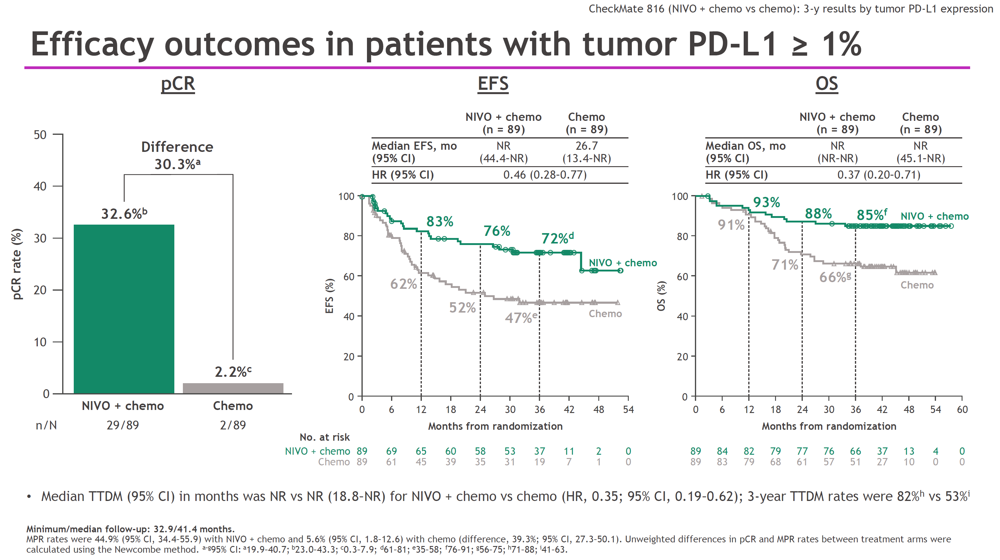 CheckMate 816 (NIVO + chemo vs chemo): 3-y results by tumor PD-L1 expression
Efficacy outcomes in patients with tumor PD-L1 ≥ 1%
pCR
50
40
30
20
10
0
pCR rate (%)
Difference
30.3%ᵃ
32.6%ᵇ
2.2%ᶜ
NIVO + chemo Chemo
n/N 29/89 2/89
EFS
NIVO + chemo Chemo
(n = 89) (n = 89)
Median EFS, mo NR 26.7
(95% CI) (44.4-NR) (13.4-NR)
HR (95% CI) 0.46 (0.28-0.77)
100
80
60
40
20
0
EFS (%)
83%
76%
72%ᵈ
NIVO + chemo
62%
52%
47%ᵉ
Chemo
0 6 12 18 24 30 36 42 48 54
Months from randomization
No. at risk
NIVO + chemo 89 69 65 60 58 53 37 11 2 0
Chemo 89 61 45 39 35 31 19 7 1 0
OS
NIVO + chemo Chemo
(n = 89) (n = 89)
Median OS, mo NR NR
(95% CI) (NR-NR) (45.1-NR)
HR (95% CI) 0.37 (0.20-0.71)
100
80
60
40
20
0
OS (%)
93%
88%
85%ᶠ
NIVO + chemo
91%
71%
66%ᵍ
Chemo
0 6 12 18 24 30 36 42 48 54 60
Months from randomization
89 84 82 79 77 76 66 37 13 4 0
89 83 79 68 61 57 51 27 10 0 0
• Median TTDM (95% CI) in months was NR vs NR (18.8-NR) for NIVO + chemo vs chemo (HR, 0.35; 95% CI, 0.19-0.62); 3-year TTDM rates were 82%ʰ vs 53%ⁱ
Minimum/median follow-up: 32.9/41.4 months.
MPR rates were 44.9% (95% CI, 34.4-55.9) with NIVO + chemo and 5.6% (95% CI, 1.8-12.6) with chemo (difference, 39.3%; 95% CI, 27.3-50.1). Unweighted differences in pCR and MPR rates between treatment arms were
calculated using the Newcombe method. ᵃ⁻ᵍ95% CI: ᵃ19.9-40.7; ᵇ23.0-43.3; ᶜ0.3-7.9; ᵈ61-81; ᵉ35-58; ᶠ76-91; ᵍ56-75; ʰ71-88; ⁱ41-63.